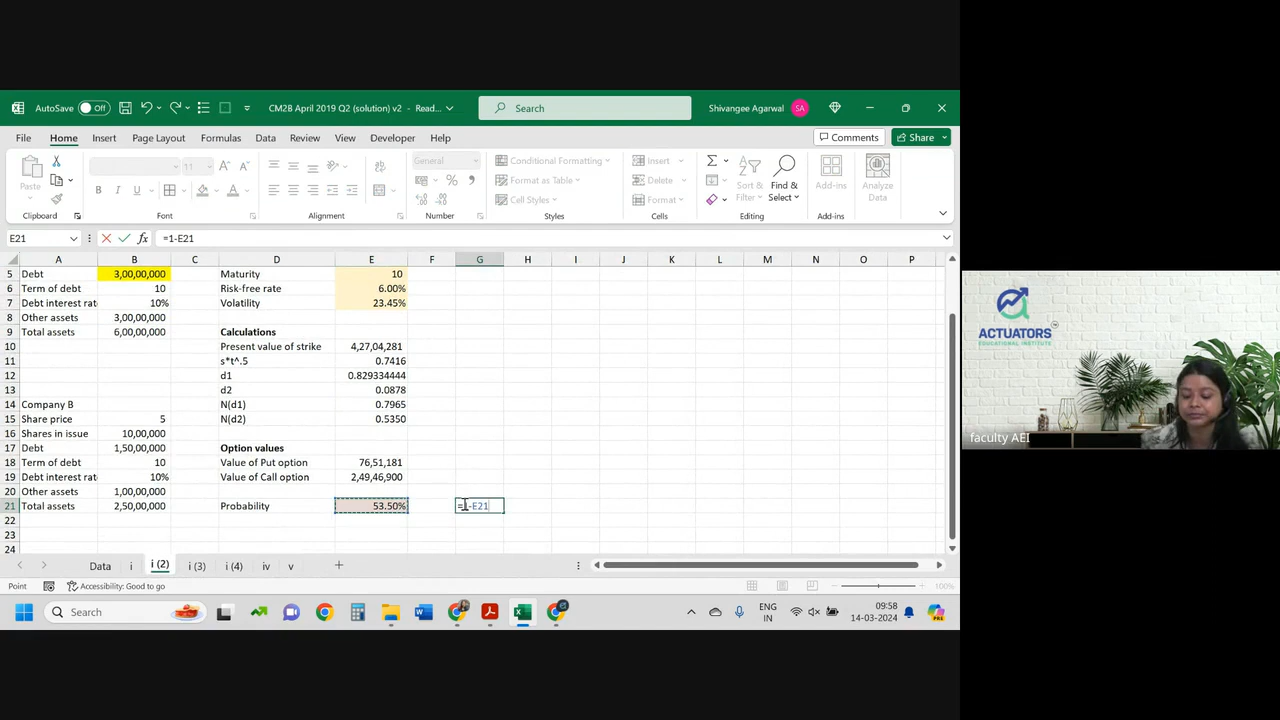 AutoSave Off CM2B April 2019 Q2 (solution) v2 - Read... Search Shivangee Agarwal SA
File Home Insert Page Layout Formulas Data Review View Developer Help Comments Share
Paste General 11 Conditional Formatting Format as Table Cell Styles Insert Delete Format Sort & Filter Find & Select Add-ins Analyze Data
Clipboard Font Alignment Number Styles Cells Editing Add-ins
E21 fx =1-E21
A B C D E F G H I J K L M N O P
5 Debt 3,00,00,000 Maturity 10
6 Term of debt 10 Risk-free rate 6.00%
7 Debt interest rat 10% Volatility 23.45%
8 Other assets 3,00,00,000
9 Total assets 6,00,00,000 Calculations
10 Present value of strike 4,27,04,281
11 s*t^.5 0.7416
12 d1 0.829334444
13 d2 0.0878
14 Company B N(d1) 0.7965
15 Share price 5 N(d2) 0.5350
16 Shares in issue 10,00,000
17 Debt 1,50,00,000 Option values
18 Term of debt 10 Value of Put option 76,51,181
19 Debt interest rat 10% Value of Call option 2,49,46,900
20 Other assets 1,00,00,000
21 Total assets 2,50,00,000 Probability 53.50% =1-E21
22
23
24
Data i i (2) i (3) i (4) iv v
Point Accessibility: Good to go 100%
Search ENG IN 09:58 14-03-2024
ACTUATORS TM
EDUCATIONAL INSTITUTE
faculty AEI